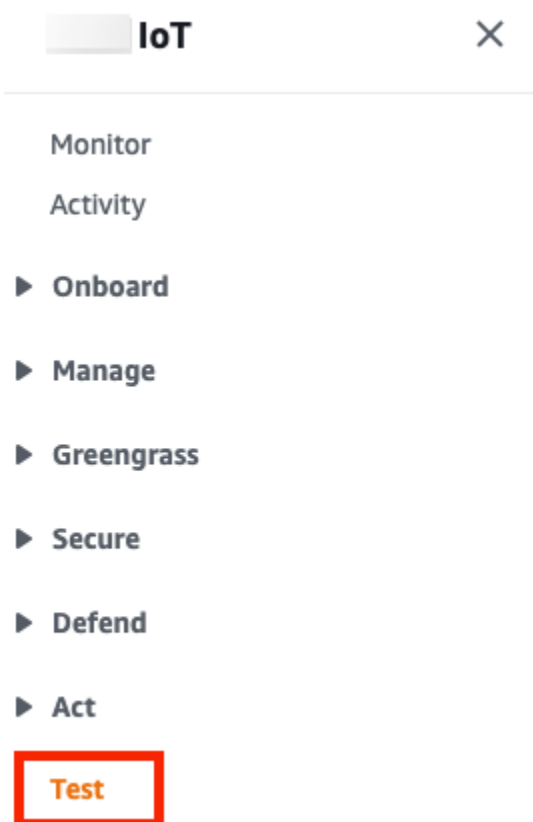 IoT
Monitor
Activity
Onboard
Manage
Greengrass
Secure
Defend
Act
Test